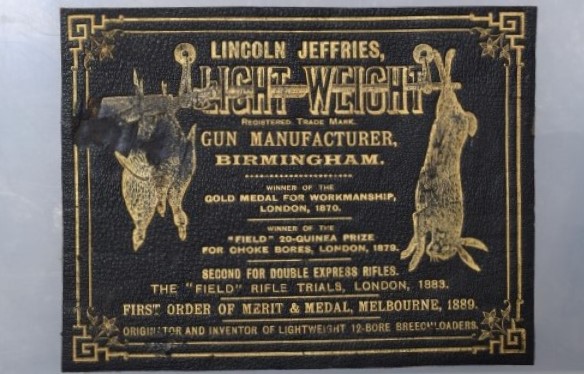 LINCOLN JEFFRIES,
LIGHT-WEIGHT
REGISTERED TRADE MARK.
GUN MANUFACTURER,
BIRMINGHAM.
WINNER OF THE
GOLD MEDAL FOR WORKMANSHIP,
LONDON, 1870.
WINNER OF THE
"FIELD" 20-GUINEA PRIZE
FOR CHOKE BORES, LONDON, 1879.
SECOND FOR DOUBLE EXPRESS RIFLES.
THE "FIELD" RIFLE TRIALS, LONDON, 1883.
FIRST ORDER OF MERIT & MEDAL, MELBOURNE, 1889.
ORIGINATOR AND INVENTOR OF LIGHTWEIGHT 12-BORE BREECHLOADERS.